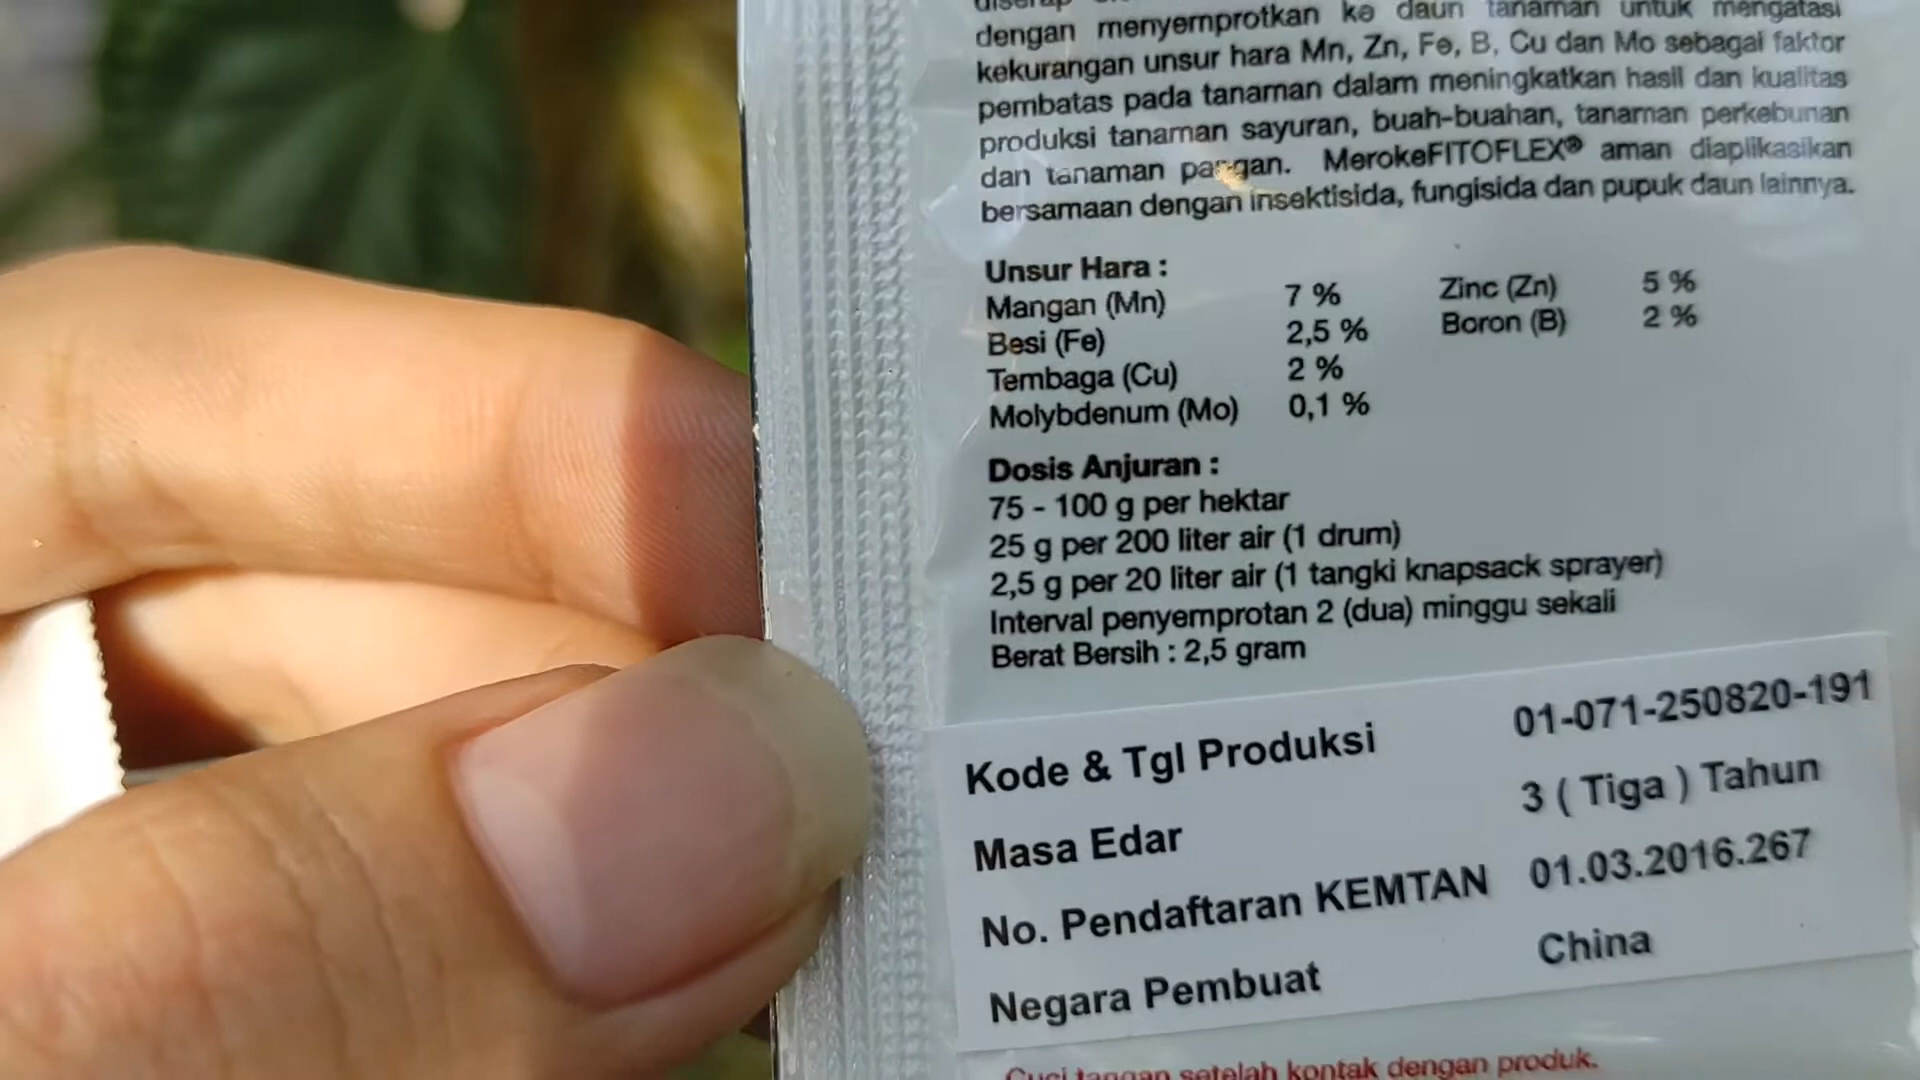 dengan menyemprotkan ke daun tanaman untuk mengatasi
kekurangan unsur hara Mn, Zn, Fe, B, Cu dan Mo sebagai faktor
pembatas pada tanaman dalam meningkatkan hasil dan kualitas
produksi tanaman sayuran, buah-buahan, tanaman perkebunan
dan tanaman pangan. MerokeFITOFLEX® aman diaplikasikan
bersamaan dengan insektisida, fungisida dan pupuk daun lainnya.
Unsur Hara :
Mangan (Mn) 7 % Zinc (Zn) 5 %
Besi (Fe) 2,5 % Boron (B) 2 %
Tembaga (Cu) 2 %
Molybdenum (Mo) 0,1 %
Dosis Anjuran :
75 - 100 g per hektar
25 g per 200 liter air (1 drum)
2,5 g per 20 liter air (1 tangki knapsack sprayer)
Interval penyemprotan 2 (dua) minggu sekali
Berat Bersih : 2,5 gram
Kode & Tgl Produksi 01-071-250820-191
Masa Edar 3 ( Tiga ) Tahun
No. Pendaftaran KEMTAN 01.03.2016.267
Negara Pembuat China
Cuci tangan setelah kontak dengan produk.